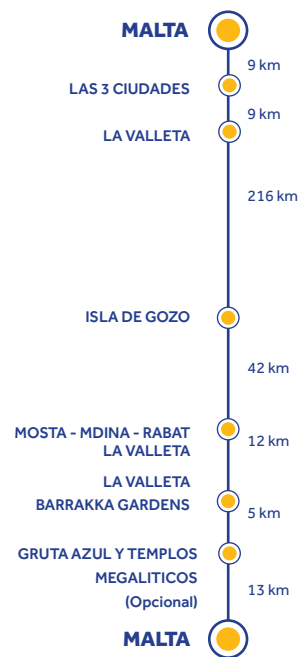 MALTA
9 km
LAS 3 CIUDADES
9 km
LA VALLETA
216 km
ISLA DE GOZO
42 km
MOSTA - MDINA - RABAT
LA VALLETA
12 km
LA VALLETA
BARRAKKA GARDENS
5 km
GRUTA AZUL Y TEMPLOS
MEGALITICOS
(Opcional)
13 km
MALTA